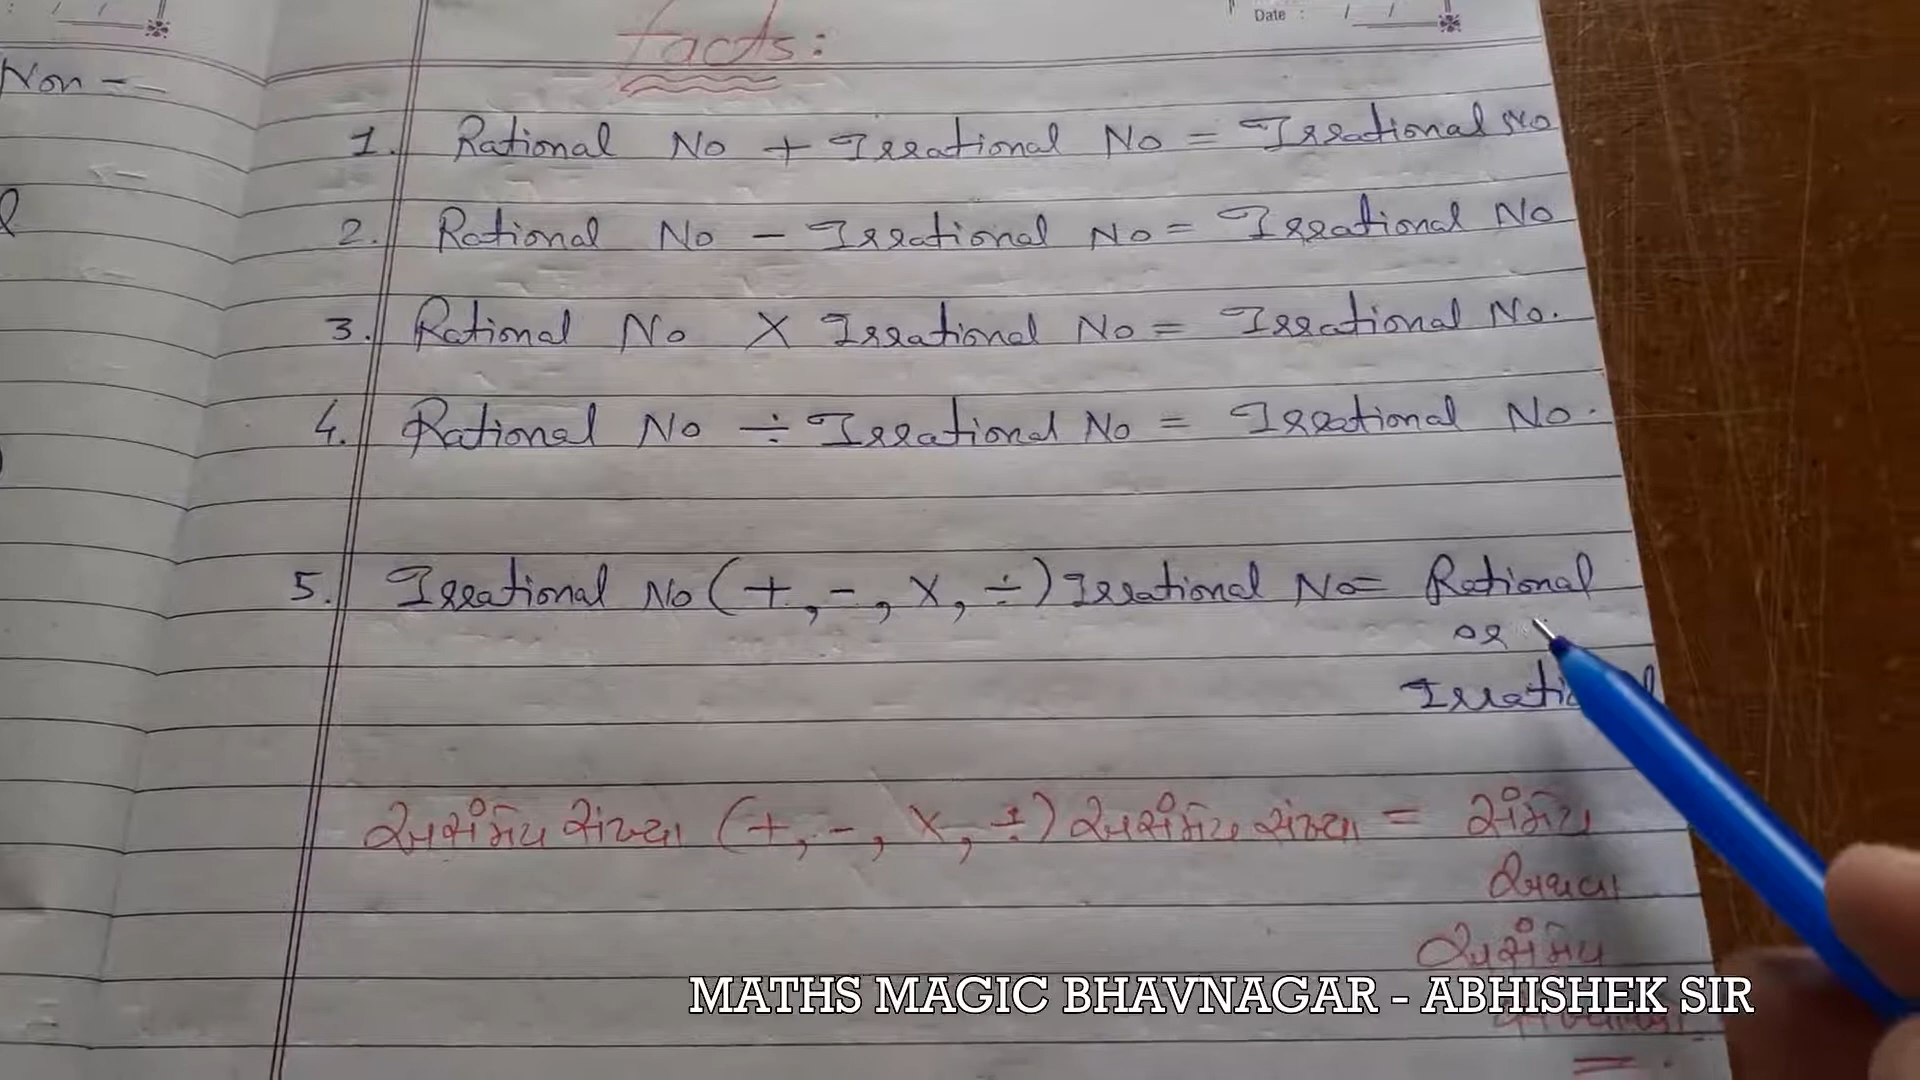 Date : / /
Non --
facts:
1. Rational No + Irrational No = Irrational No
2. Rational No - Irrational No = Irrational No
3. Rational No X Irrational No = Irrational No.
4. Rational No ÷ Irrational No = Irrational No.
5. Irrational No (+, -, x, ÷) Irrational No = Rational
or
અસંમેય સંખ્યા (+, -, x, ÷) અસંમેય સંખ્યા = સંમેય
અથવા
અસંમેય
MATHS MAGIC BHAVNAGAR - ABHISHEK SIR